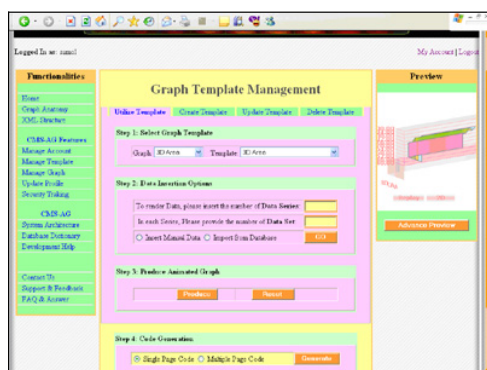 Logged In as:
My Account | Logout
Functionalities
Home
Graph Anatomy
XML Structure
CMS-AG Features
Manage Account
Manage Template
Manage Graph
Update Profile
Security Traking
CMS-AG
System Architecture
Database Dictionary
Development Help
Contact Us
Support & Feedback
FAQ & Answer
Graph Template Management
Utilise Template Create Template Update Template Delete Template
Step 1: Select Graph Template
Graph 3D Area Template 3D Area
Step 2: Data Insertion Options
To render Data, please insert the number of Data Series:
In each Series, Please provide the number of Data Set:
Insert Manual Data Import from Database GO
Step 3: Produce Animated Graph
Produce Reset
Step 4: Code Generation
Single Page Code Multiple Page Code Generate
Preview
Advance Preview